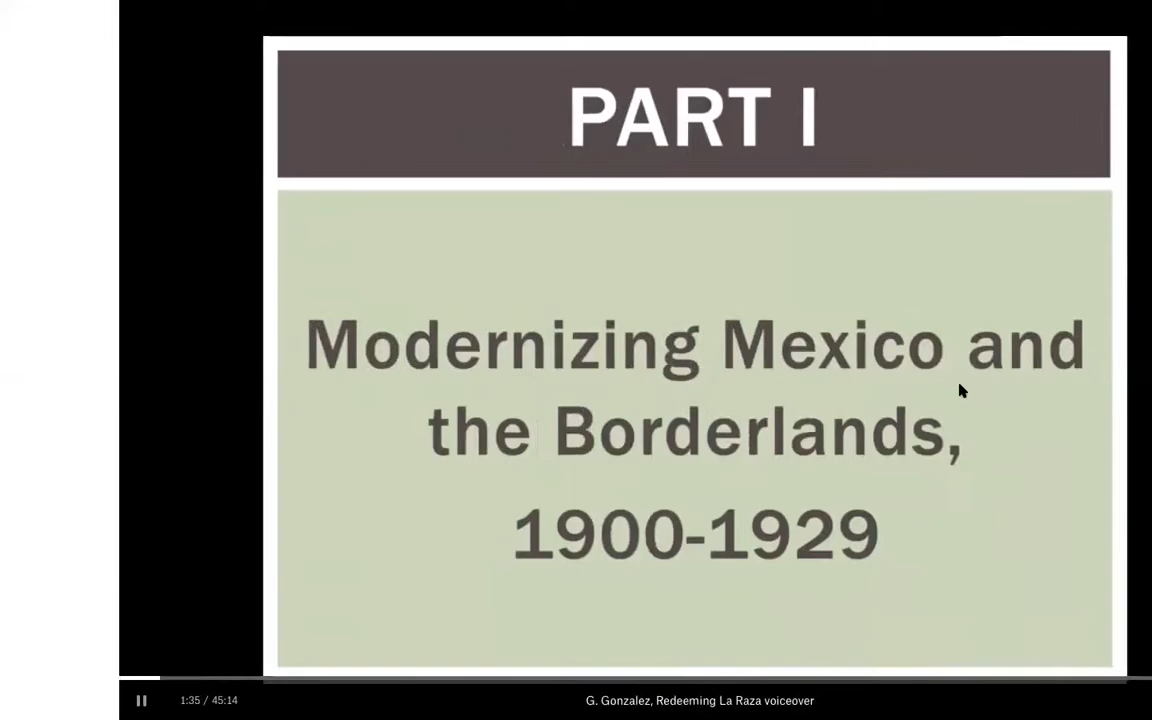 PART I
Modernizing Mexico and
the Borderlands,
1900-1929
1:35 / 45:14
G. Gonzalez, Redeeming La Raza voiceover